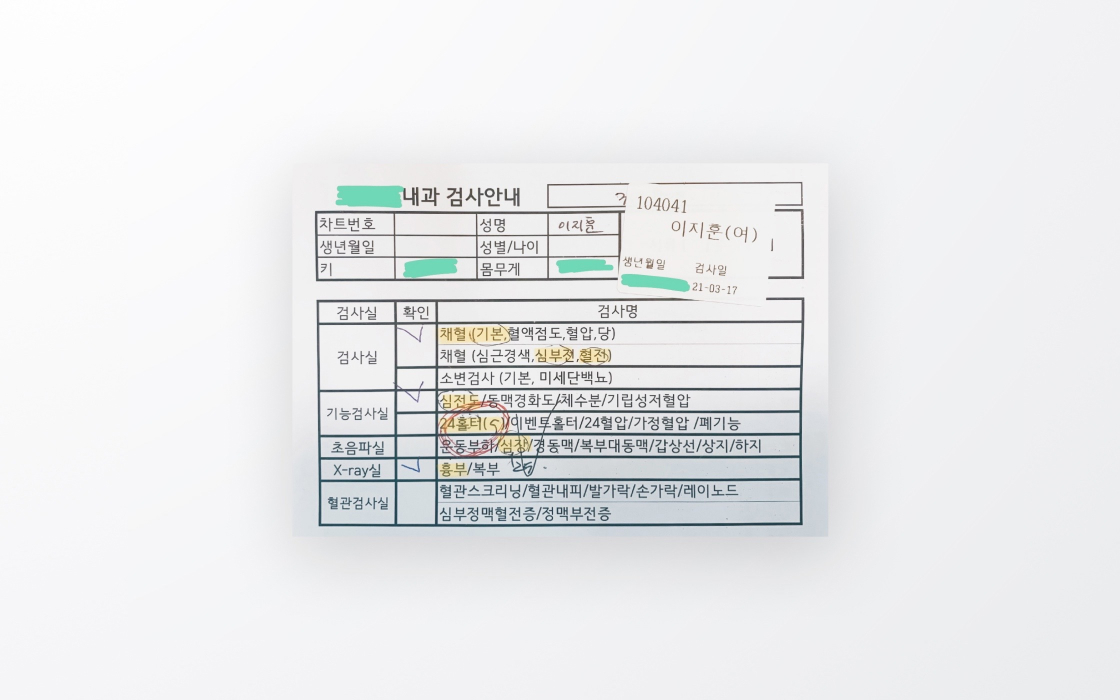 내과 검사안내
104041
이지훈(여)
생년월일 검사일
21-03-17
차트번호 성명 이지훈
생년월일 성별/나이
키 몸무게
검사실 확인 검사명
검사실 채혈 (기본,혈액점도,혈압,당)
채혈 (심근경색,심부전,혈전)
소변검사 (기본, 미세단백뇨)
기능검사실 심전도/동맥경화도/체수분/기립성저혈압
24홀터(5)/이벤트홀터/24혈압/가정혈압 /폐기능
초음파실 운동부하/심장/경동맥/복부대동맥/갑상선/상지/하지
X-ray실 흉부/복부
혈관검사실 혈관스크리닝/혈관내피/발가락/손가락/레이노드
심부정맥혈전증/정맥부전증